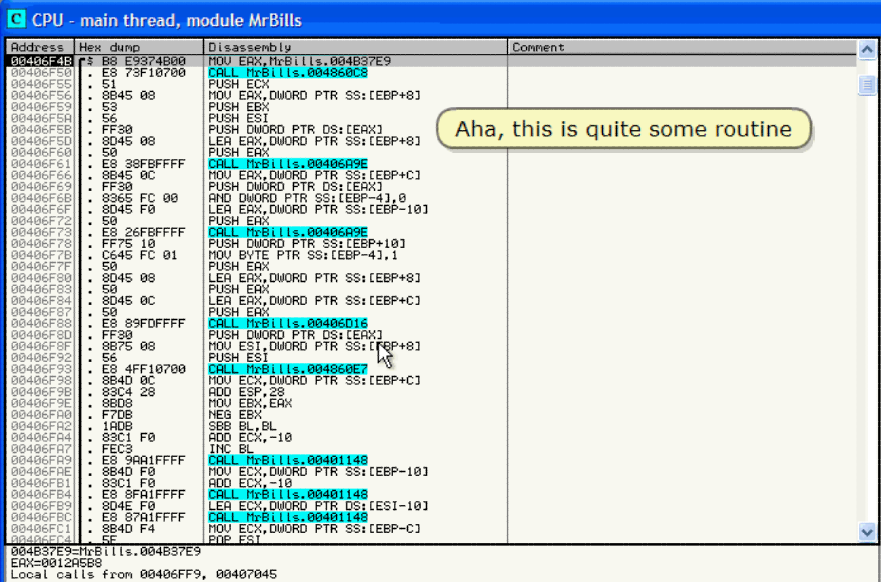 C CPU - main thread, module MrBills
Address Hex dump Disassembly Comment
00406F4B $ B8 E9374B00 MOV EAX,MrBills.004B37E9
00406F50 . E8 73F10700 CALL MrBills.004860C8
00406F55 . 51 PUSH ECX
00406F56 . 8B45 08 MOV EAX,DWORD PTR SS:[EBP+8]
00406F59 . 53 PUSH EBX
00406F5A . 56 PUSH ESI
00406F5B . FF30 PUSH DWORD PTR DS:[EAX]
Aha, this is quite some routine
00406F5D . 8D45 08 LEA EAX,DWORD PTR SS:[EBP+8]
00406F60 . 50 PUSH EAX
00406F61 . E8 38FBFFFF CALL MrBills.00406A9E
00406F66 . 8B45 0C MOV EAX,DWORD PTR SS:[EBP+C]
00406F69 . FF30 PUSH DWORD PTR DS:[EAX]
00406F6B . 8365 FC 00 AND DWORD PTR SS:[EBP-4],0
00406F6F . 8D45 F0 LEA EAX,DWORD PTR SS:[EBP-10]
00406F72 . 50 PUSH EAX
00406F73 . E8 26FBFFFF CALL MrBills.00406A9E
00406F78 . FF75 10 PUSH DWORD PTR SS:[EBP+10]
00406F7B . C645 FC 01 MOV BYTE PTR SS:[EBP-4],1
00406F7F . 50 PUSH EAX
00406F80 . 8D45 08 LEA EAX,DWORD PTR SS:[EBP+8]
00406F83 . 50 PUSH EAX
00406F84 . 8D45 0C LEA EAX,DWORD PTR SS:[EBP+C]
00406F87 . 50 PUSH EAX
00406F88 . E8 89FDFFFF CALL MrBills.00406D16
00406F8D . FF30 PUSH DWORD PTR DS:[EAX]
00406F8F . 8B75 08 MOV ESI,DWORD PTR SS:[EBP+8]
00406F92 . 56 PUSH ESI
00406F93 . E8 4FF10700 CALL MrBills.004860E7
00406F98 . 8B4D 0C MOV ECX,DWORD PTR SS:[EBP+C]
00406F9B . 83C4 28 ADD ESP,28
00406F9E . 8BD8 MOV EBX,EAX
00406FA0 . F7DB NEG EBX
00406FA2 . 1ADB SBB BL,BL
00406FA4 . 83C1 F0 ADD ECX,-10
00406FA7 . FEC3 INC BL
00406FA9 . E8 9AA1FFFF CALL MrBills.00401148
00406FAE . 8B4D F0 MOV ECX,DWORD PTR SS:[EBP-10]
00406FB1 . 83C1 F0 ADD ECX,-10
00406FB4 . E8 8FA1FFFF CALL MrBills.00401148
00406FB9 . 8D4E F0 LEA ECX,DWORD PTR DS:[ESI-10]
00406FBC . E8 87A1FFFF CALL MrBills.00401148
00406FC1 . 8B4D F4 MOV ECX,DWORD PTR SS:[EBP-C]
00406FC4 . 5E POP ESI
004B37E9=MrBills.004B37E9
EAX=0012A5B8
Local calls from 00406FF9, 00407045